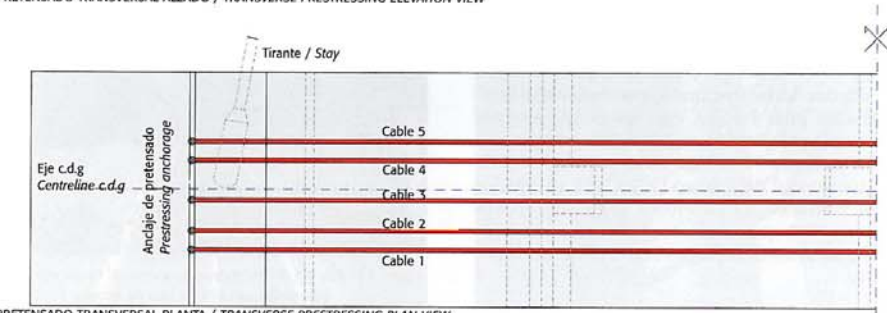 PRETENSADO TRANSVERSAL ALZADO / TRANSVERSE PRESTRESSING ELEVATION VIEW
Tirante / Stay
Cable 5
Cable 4
Eje c.d.g
Centreline c.d.g
Anclaje de pretensado
Prestressing anchorage
Cable 3
Cable 2
Cable 1
PRETENSADO TRANSVERSAL PLANTA / TRANSVERSE PRESTRESSING PLAN VIEW